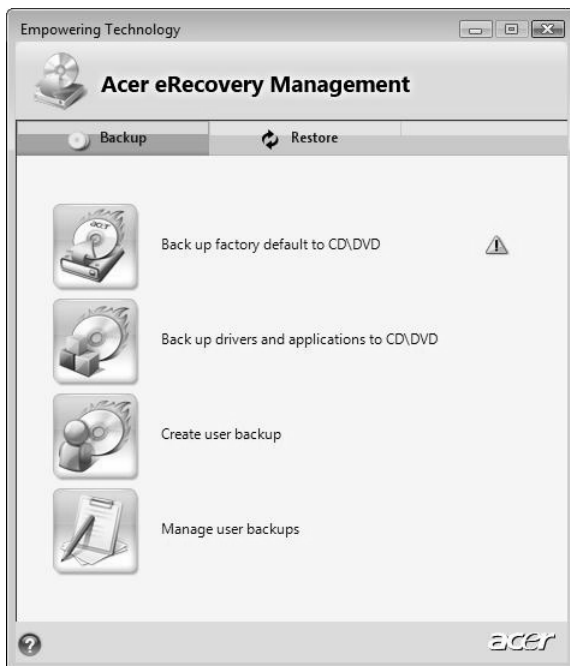 Empowering Technology
Acer eRecovery Management
Backup
Restore
acer
Back up factory default to CD\DVD
Back up drivers and applications to CD\DVD
Create user backup
Manage user backups
acer